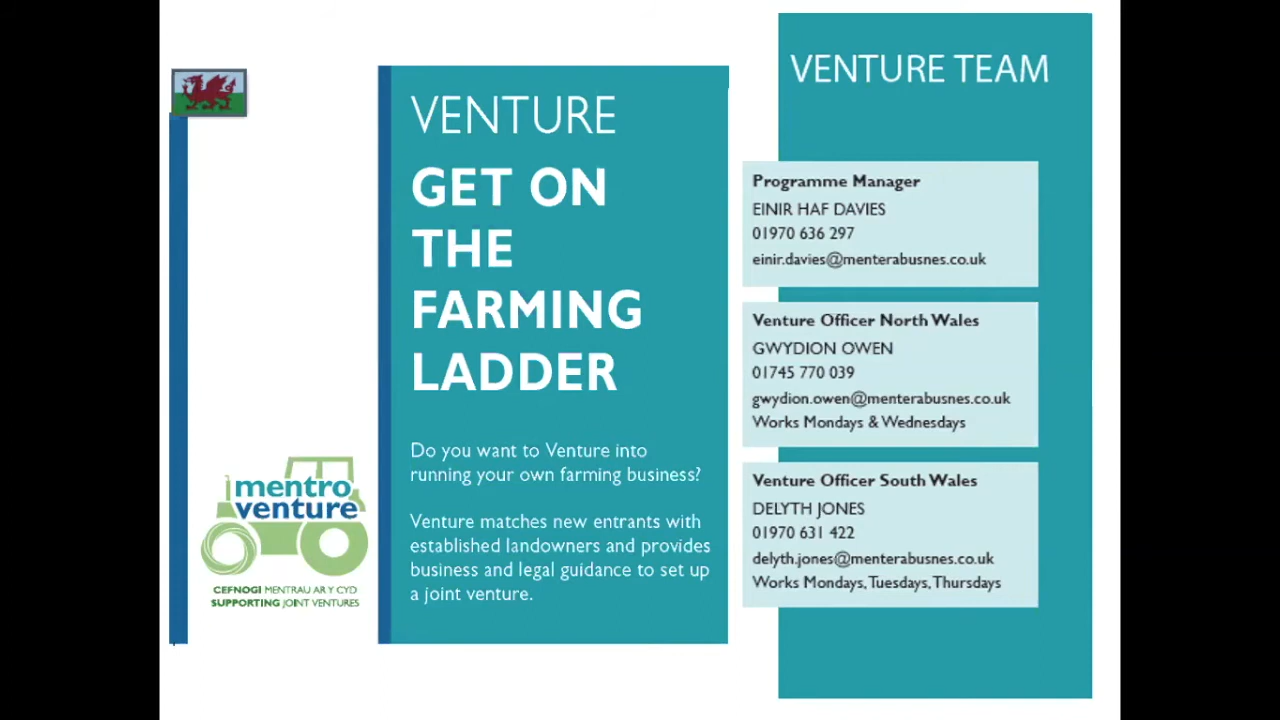 VENTURE
GET ON
THE
FARMING
LADDER
Do you want to Venture into
running your own farming business?
Venture matches new entrants with
established landowners and provides
business and legal guidance to set up
a joint venture.
mentro
venture
CEFNOGI MENTRAU AR Y CYD
SUPPORTING JOINT VENTURES
VENTURE TEAM
Programme Manager
EINIR HAF DAVIES
01970 636 297
einir.davies@menterabusnes.co.uk
Venture Officer North Wales
GWYDION OWEN
01745 770 039
gwydion.owen@menterabusnes.co.uk
Works Mondays & Wednesdays
Venture Officer South Wales
DELYTH JONES
01970 631 422
delyth.jones@menterabusnes.co.uk
Works Mondays, Tuesdays, Thursdays